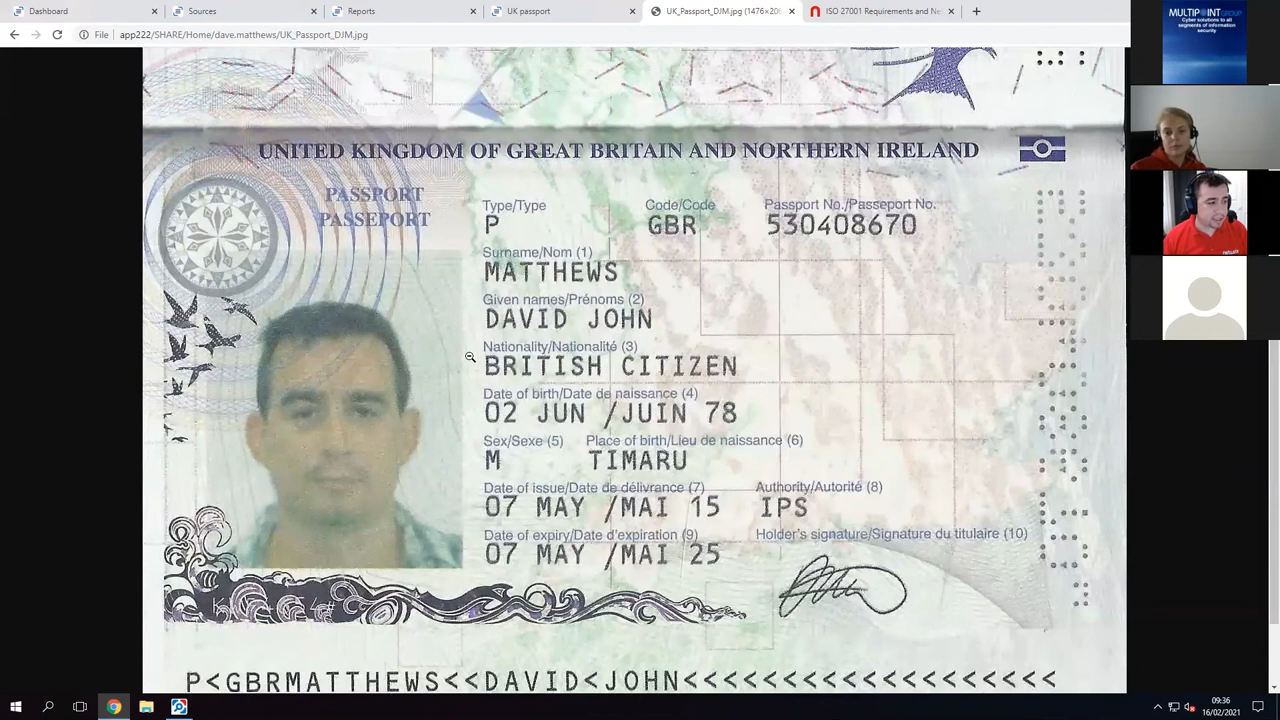 Dashboard
Sources
Reports
UK passport
UK_Passport_DJM.jpg (1476×206
ISO 27001 Requirements and Ne
File
app222/SHARE/Home/dave.matthews/UK_Passport_DJM.jpg
MULTIPOINT GROUP
Cyber solutions to all
segments of information
security
UNITED KINGDOM OF GREAT BRITAIN AND NORTHERN IRELAND
PASSPORT
PASSEPORT
Type/Type
Code/Code
Passport No./Passeport No.
P
GBR
530408670
Surname/Nom (1)
MATTHEWS
Given names/Prénoms (2)
DAVID JOHN
Nationality/Nationalité (3)
BRITISH CITIZEN
Date of birth/Date de naissance (4)
02 JUN /JUIN 78
Sex/Sexe (5)
Place of birth/Lieu de naissance (6)
M
TIMARU
Date of issue/Date de délivrance (7)
Authority/Autorité (8)
07 MAY /MAI 15
IPS
Date of expiry/Date d'expiration (9)
Holder's signature/Signature du titulaire (10)
07 MAY /MAI 25
P<GBRMATTHEWS<<DAVID<JOHN<<<<<<<<<<<<<<<<<<<
09:36
16/02/2021